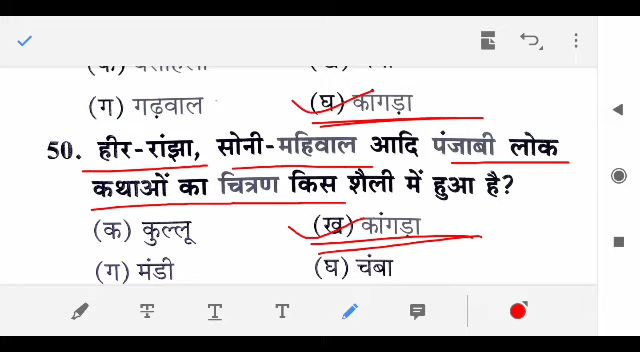 (ग) गढ़वाल (घ) कांगड़ा
50. हीर-रांझा, सोनी-महिवाल आदि पंजाबी लोक
कथाओं का चित्रण किस शैली में हुआ है?
(क) कुल्लू (ख) कांगड़ा
(ग) मंडी (घ) चंबा
T T T